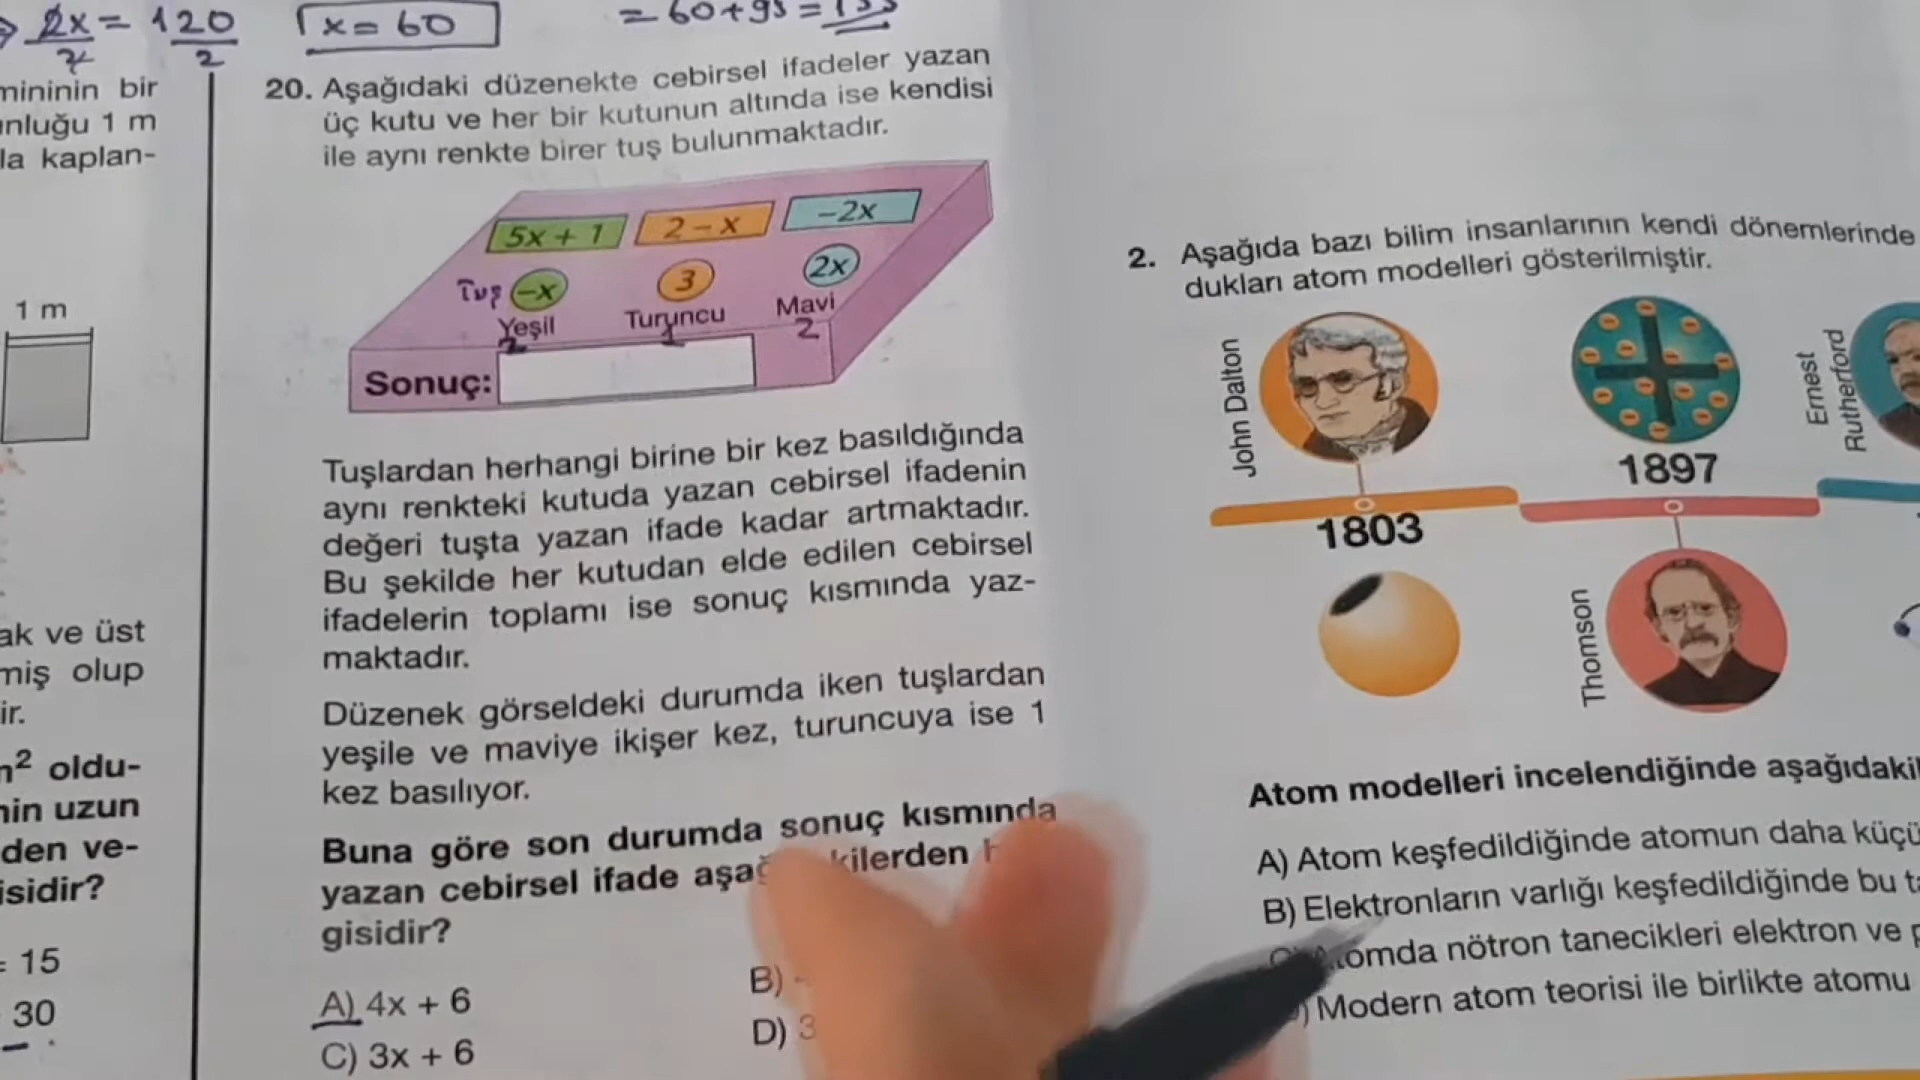 2x = 120
2 2
x = 60
= 60+95 = 155
mininin bir
unluğu 1 m
la kaplan-
1 m
ak ve üst
miş olup
ir.
m² oldu-
nin uzun
den ve-
isidir?
= 15
30
20. Aşağıdaki düzenekte cebirsel ifadeler yazan
üç kutu ve her bir kutunun altında ise kendisi
ile aynı renkte birer tuş bulunmaktadır.
5x + 1 2 – x –2x
Tuş –x 3 2x
Yeşil Turuncu Mavi
2 1 2
Sonuç:
Tuşlardan herhangi birine bir kez basıldığında
aynı renkteki kutuda yazan cebirsel ifadenin
değeri tuşta yazan ifade kadar artmaktadır.
Bu şekilde her kutudan elde edilen cebirsel
ifadelerin toplamı ise sonuç kısmında yaz-
maktadır.
Düzenek görseldeki durumda iken tuşlardan
yeşile ve maviye ikişer kez, turuncuya ise 1
kez basılıyor.
Buna göre son durumda sonuç kısmında
yazan cebirsel ifade
gisidir?
A) 4x + 6
B)
C) 3x + 6
D) 3
2. Aşağıda bazı bilim insanlarının kendi dönemlerinde
dukları atom modelleri gösterilmiştir.
John Dalton
1803
1897
Thomson
Ernest
Rutherford
Atom modelleri incelendiğinde aşağıdaki
A) Atom keşfedildiğinde atomun daha küçü
B) Elektronların varlığı keşfedildiğinde bu
nötron tanecikleri elektron ve
Modern atom teorisi ile birlikte atomu